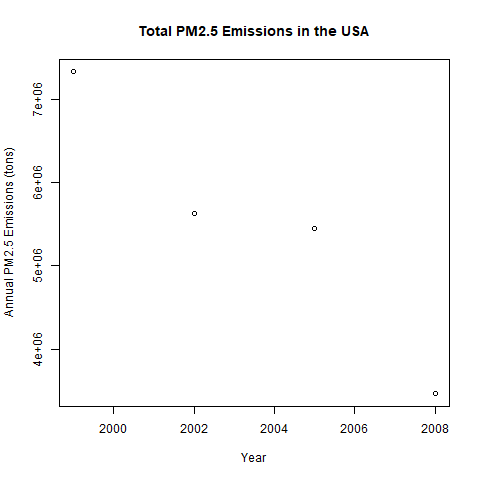 Total PM2.5 Emissions in the USA
Annual PM2.5 Emissions (tons)
7e+06
6e+06
5e+06
4e+06
2000 2002 2004 2006 2008
Year